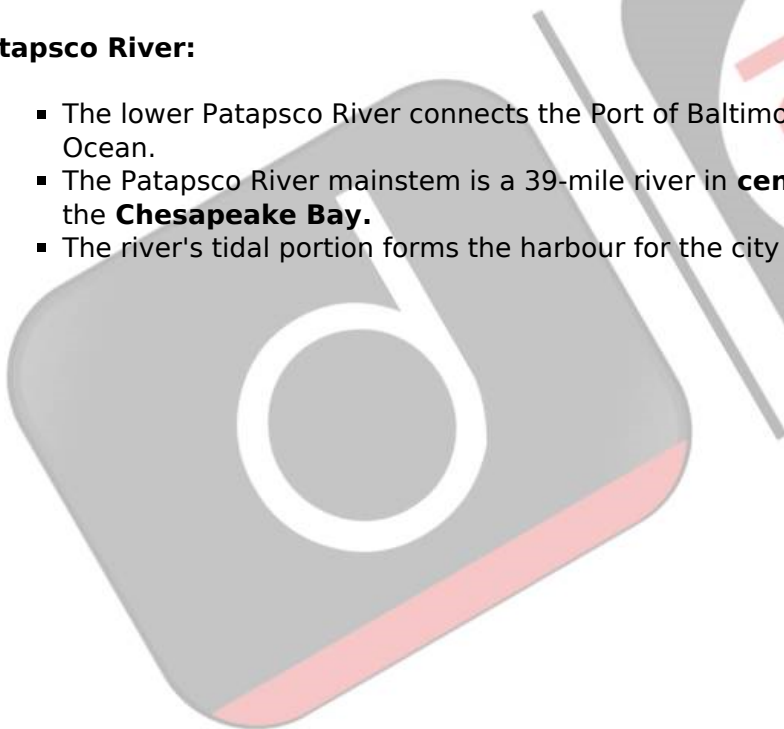 tapsco River:
▪ The lower Patapsco River connects the Port of Baltimo
Ocean.
▪ The Patapsco River mainstem is a 39-mile river in cen
the Chesapeake Bay.
▪ The river's tidal portion forms the harbour for the city
d